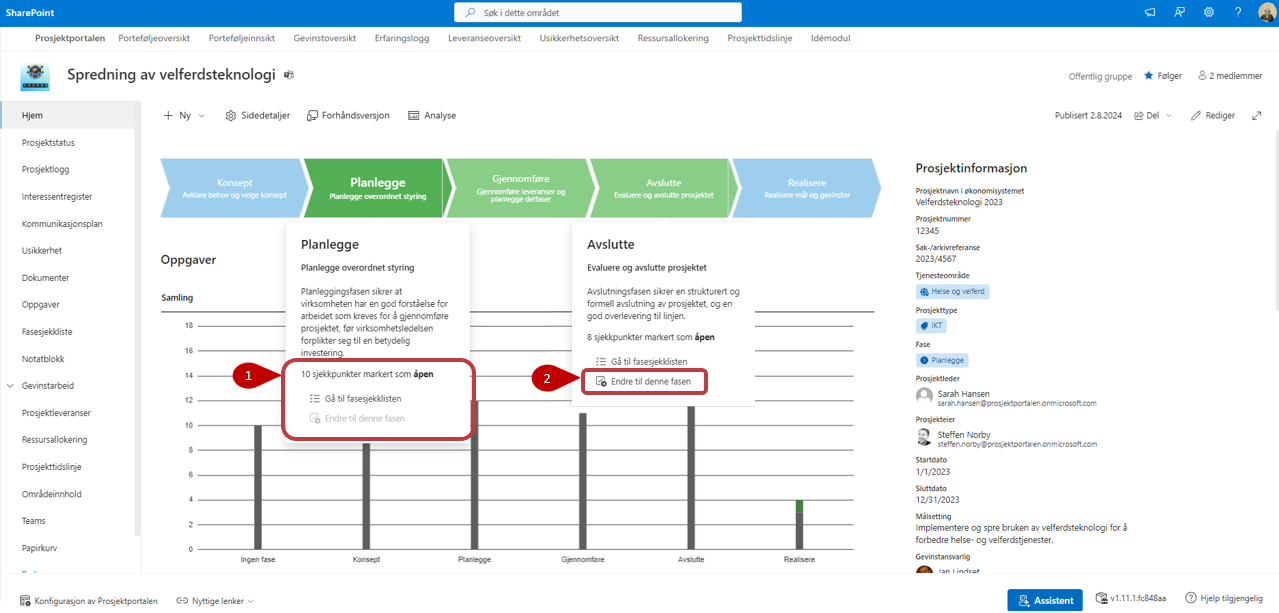 SharePoint
Søk i dette området
Prosjektportalen Porteføljeoversikt Porteføljeinnsikt Gevinstoversikt Erfaringslogg Leveranseoversikt Usikkerhetsoversikt Ressursallokering Prosjekttidslinje Idémodul
Spredning av velferdsteknologi
Offentlig gruppe Følger 2 medlemmer
Hjem
Prosjektstatus
Prosjektlogg
Interessentregister
Kommunikasjonsplan
Usikkerhet
Dokumenter
Oppgaver
Fasesjekkliste
Notatblokk
Gevinstarbeid
Prosjektleveranser
Ressursallokering
Prosjekttidslinje
Områdeinnhold
Teams
Papirkurv
Ny Sidedetaljer Forhåndsversjon Analyse
Publisert 2.8.2024 Del Rediger
Konsept
Avklare behov og velge konsept
Planlegge
Planlegge overordnet styring
Gjennomføre
Gjennomføre leveranser og
planlegge delfaser
Avslutte
Evaluere og avslutte prosjektet
Realisere
Realisere mål og gevinster
Oppgaver
Samling
18
16
14
12
10
8
6
4
2
0
Ingen fase Konsept Planlegge Gjennomføre Avslutte Realisere
Planlegge
Planlegge overordnet styring
Planleggingsfasen sikrer at
virksomheten har en god forståelse for
arbeidet som kreves for å gjennomføre
prosjektet, før virksomhetsledelsen
forplikter seg til en betydelig
investering.
10 sjekkpunkter markert som åpen
Gå til fasesjekklisten
Endre til denne fasen
1
Avslutte
Evaluere og avslutte prosjektet
Avslutningsfasen sikrer en strukturert og
formell avslutning av prosjektet, og en
god overlevering til linjen.
8 sjekkpunkter markert som åpen
Gå til fasesjekklisten
Endre til denne fasen
2
Prosjektinformasjon
Prosjektnavn i økonomisystemet
Velferdsteknologi 2023
Prosjektnummer
12345
Sak-/arkivreferanse
2023/4567
Tjenesteområde
Helse og velferd
Prosjekttype
IKT
Fase
Planlegge
Prosjektleder
Sarah Hansen
sarah.hansen@prosjektportalen.onmicrosoft.com
Prosjekteier
Steffen Norby
steffen.norby@prosjektportalen.onmicrosoft.com
Startdato
1/1/2023
Sluttdato
12/31/2023
Målsetting
Implementere og spre bruken av velferdsteknologi for å
forbedre helse- og velferdstjenester.
Gevinstansvarlig
Jan Lindset
Konfigurasjon av Prosjektportalen Nyttige lenker
Assistent v1.11.1.fc848aa Hjelp tilgjengelig